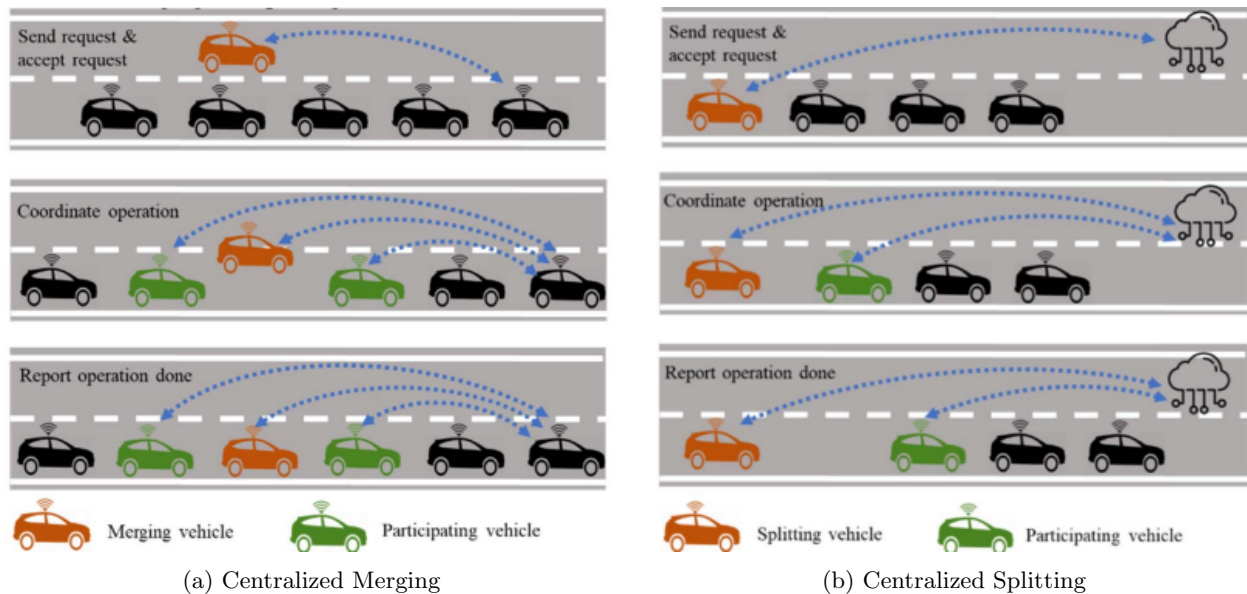 Send request &
accept request
Coordinate operation
Report operation done
Merging vehicle
Participating vehicle
(a) Centralized Merging
Send request &
accept request
Coordinate operation
Report operation done
Splitting vehicle
Participating vehicle
(b) Centralized Splitting